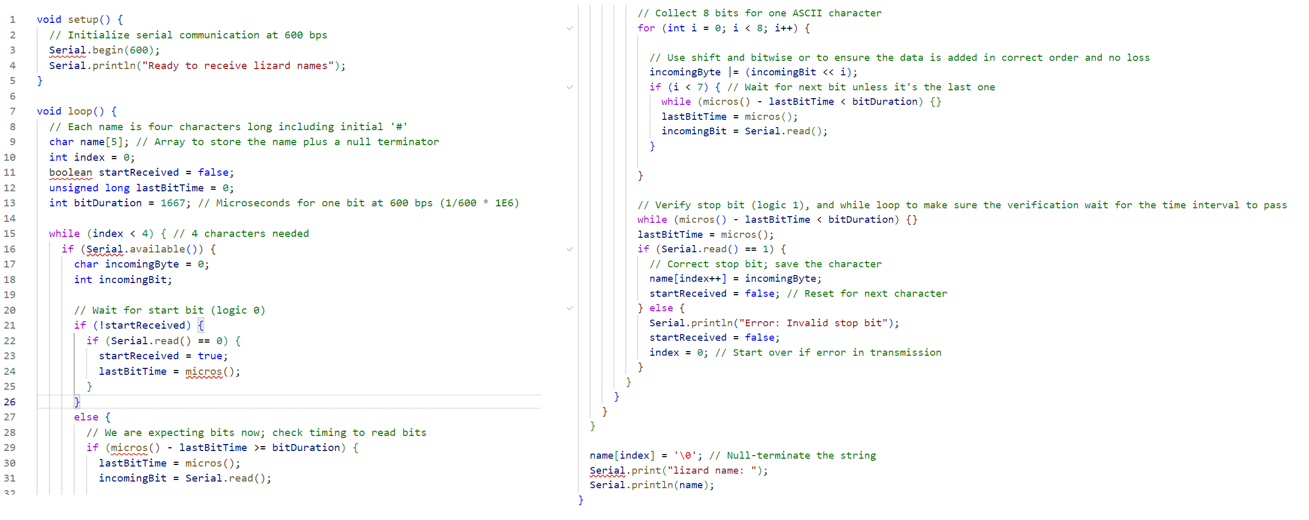 1 void setup() {
2 // Initialize serial communication at 600 bps
3 Serial.begin(600);
4 Serial.println("Ready to receive lizard names");
5 }
6
7 void loop() {
8 // Each name is four characters long including initial '#'
9 char name[5]; // Array to store the name plus a null terminator
10 int index = 0;
11 boolean startReceived = false;
12 unsigned long lastBitTime = 0;
13 int bitDuration = 1667; // Microseconds for one bit at 600 bps (1/600 * 1E6)
14
15 while (index < 4) { // 4 characters needed
16 if (Serial.available()) {
17 char incomingByte = 0;
18 int incomingBit;
19
20 // Wait for start bit (logic 0)
21 if (!startReceived) {
22 if (Serial.read() == 0) {
23 startReceived = true;
24 lastBitTime = micros();
25 }
26 }
27 else {
28 // We are expecting bits now; check timing to read bits
29 if (micros() - lastBitTime >= bitDuration) {
30 lastBitTime = micros();
31 incomingBit = Serial.read();
32
// Collect 8 bits for one ASCII character
for (int i = 0; i < 8; i++) {
// Use shift and bitwise or to ensure the data is added in correct order and no loss
incomingByte |= (incomingBit << i);
if (i < 7) { // Wait for next bit unless it's the last one
while (micros() - lastBitTime < bitDuration) {}
lastBitTime = micros();
incomingBit = Serial.read();
}
}
// Verify stop bit (logic 1), and while loop to make sure the verification wait for the time interval to pass
while (micros() - lastBitTime < bitDuration) {}
lastBitTime = micros();
if (Serial.read() == 1) {
// Correct stop bit; save the character
name[index++] = incomingByte;
startReceived = false; // Reset for next character
} else {
Serial.println("Error: Invalid stop bit");
startReceived = false;
index = 0; // Start over if error in transmission
}
}
}
}
}
name[index] = '\0'; // Null-terminate the string
Serial.print("lizard name: ");
Serial.println(name);
}